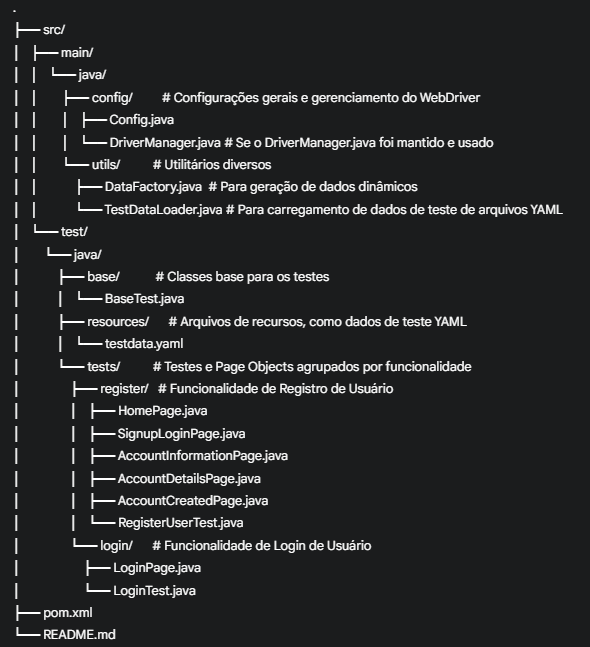 .
├── src/
│   ├── main/
│   │   └── java/
│   │       ├── config/         # Configurações gerais e gerenciamento do WebDriver
│   │       │   ├── Config.java
│   │       │   └── DriverManager.java # Se o DriverManager.java foi mantido e usado
│   │       └── utils/          # Utilitários diversos
│   │           ├── DataFactory.java  # Para geração de dados dinâmicos
│   │           └── TestDataLoader.java # Para carregamento de dados de teste de arquivos YAML
│   └── test/
│       └── java/
│           ├── base/           # Classes base para os testes
│           │   └── BaseTest.java
│           ├── resources/      # Arquivos de recursos, como dados de teste YAML
│           │   └── testdata.yaml
│           └── tests/          # Testes e Page Objects agrupados por funcionalidade
│               ├── register/   # Funcionalidade de Registro de Usuário
│               │   ├── HomePage.java
│               │   ├── SignupLoginPage.java
│               │   ├── AccountInformationPage.java
│               │   ├── AccountDetailsPage.java
│               │   ├── AccountCreatedPage.java
│               │   └── RegisterUserTest.java
│               └── login/      # Funcionalidade de Login de Usuário
│                   ├── LoginPage.java
│                   └── LoginTest.java
├── pom.xml
└── README.md